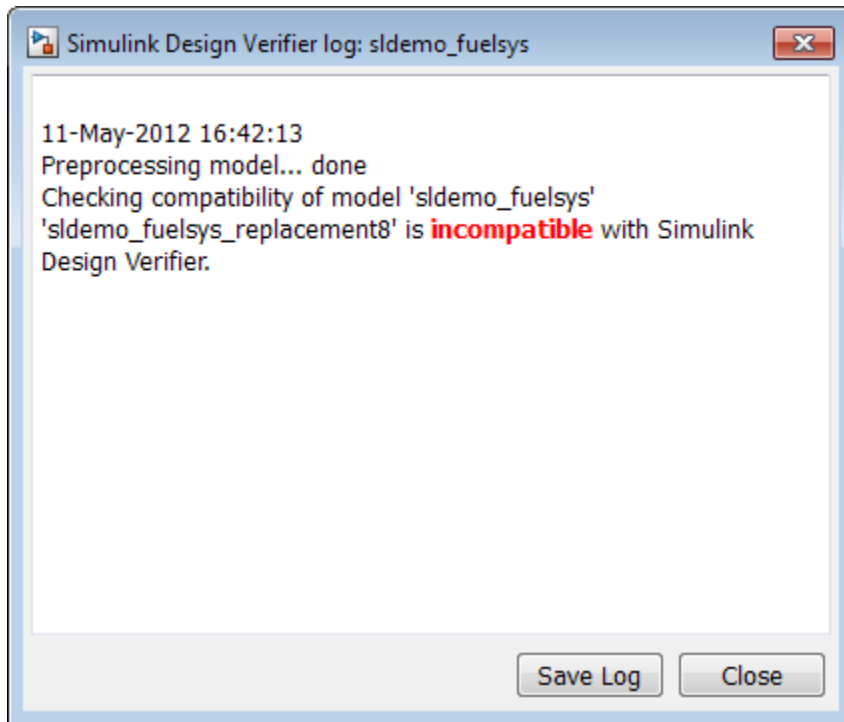 Simulink Design Verifier log: sldemo_fuelsys
11-May-2012 16:42:13
Preprocessing model... done
Checking compatibility of model 'sldemo_fuelsys'
'sldemo_fuelsys_replacement8' is incompatible with Simulink
Design Verifier.
Save Log
Close